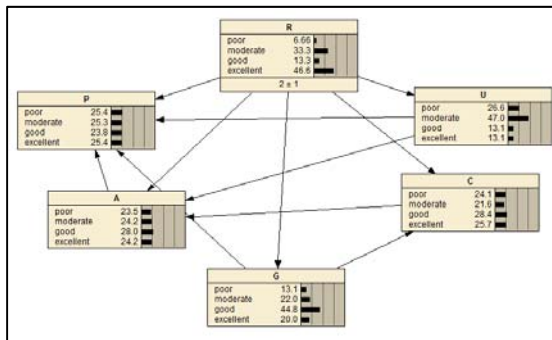 R
poor 6.66
moderate 33.3
good 13.3
excellent 46.6
2 ± 1
P
poor 25.4
moderate 25.3
good 23.8
excellent 25.4
U
poor 26.6
moderate 47.0
good 13.1
excellent 13.1
A
poor 23.5
moderate 24.2
good 28.0
excellent 24.2
C
poor 24.1
moderate 21.6
good 28.4
excellent 25.7
G
poor 13.1
moderate 22.0
good 44.8
excellent 20.0